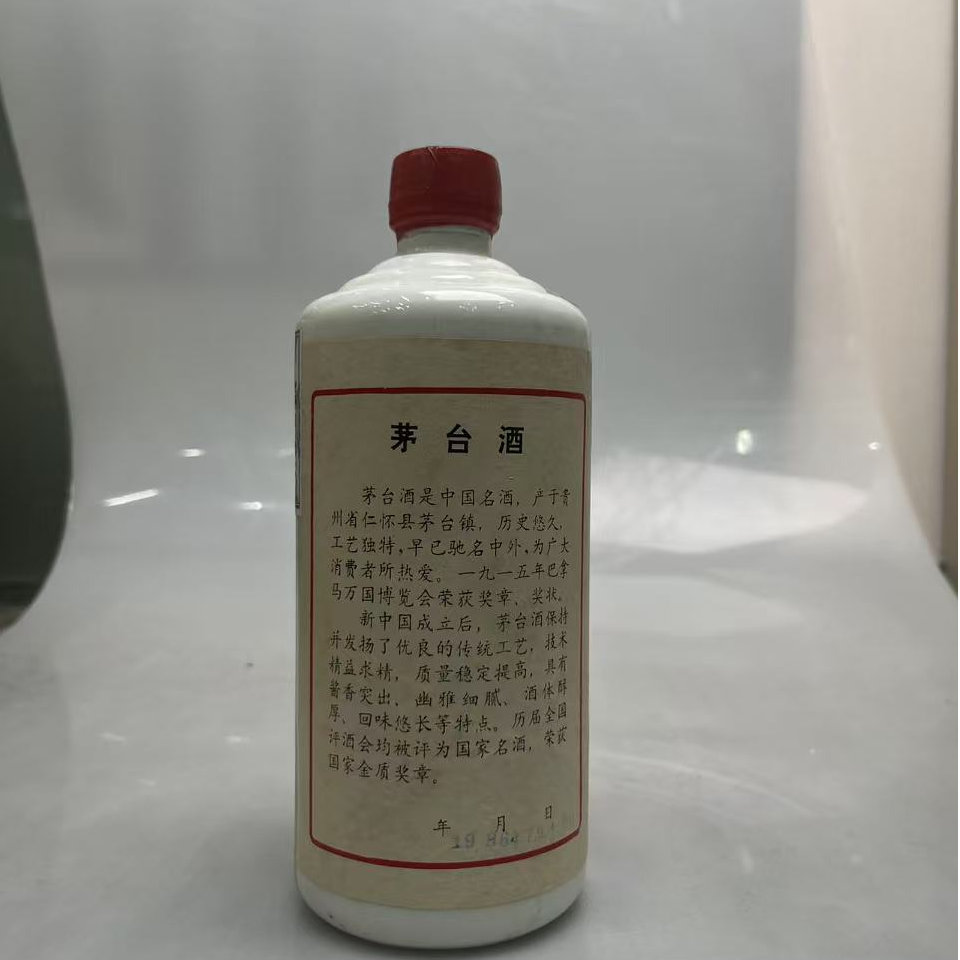 茅台酒
茅台酒是中国名酒，产于贵
州省仁怀县茅台镇，历史悠久，
工艺独特，早已驰名中外，为广大
消费者所热爱。一九一五年巴拿
马万国博览会荣获奖章、奖状。
新中国成立后，茅台酒保持
并发扬了优良的传统工艺，技术
精益求精，质量稳定提高，具有
酱香突出、幽雅细腻、酒体醇
厚、回味悠长等特点。历届全国
评酒会均被评为国家名酒，荣获
国家金质奖章。
年 月 日